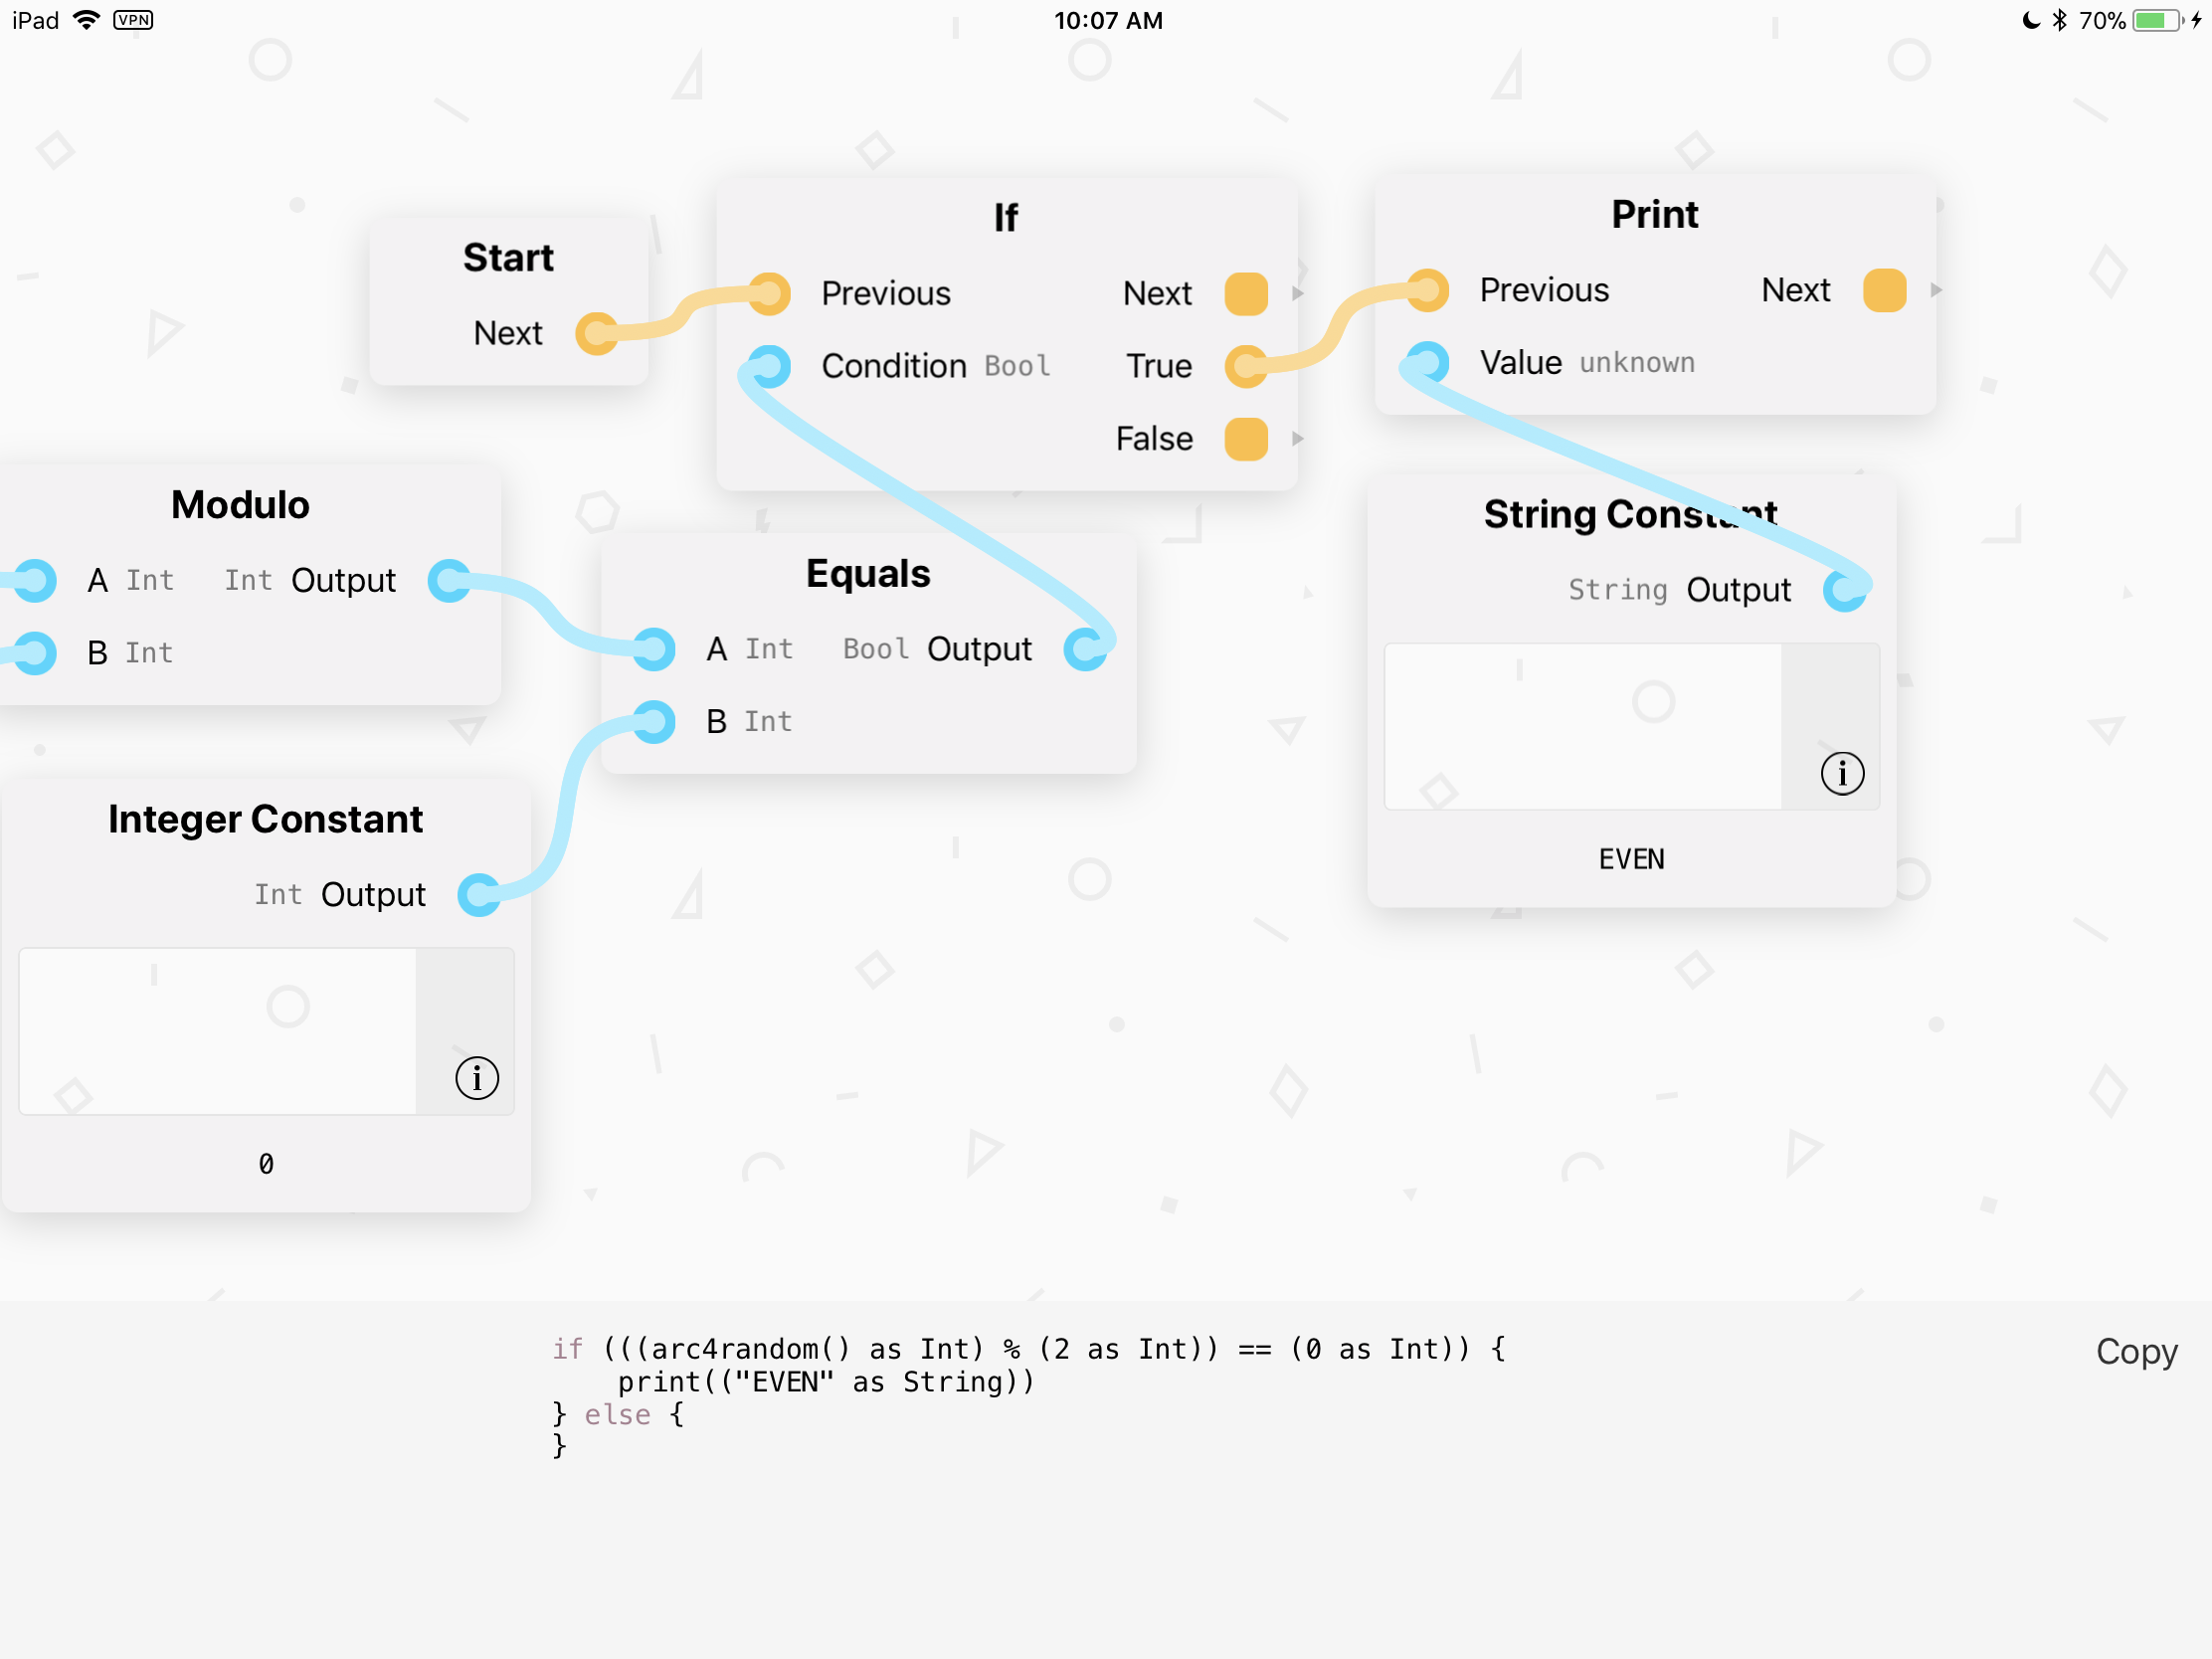 iPad VPN 10:07 AM 70%
Start
Next
If
Previous Next
Condition Bool True
False
Print
Previous Next
Value unknown
Modulo
A Int Int Output
B Int
Equals
A Int Bool Output
B Int
String Constant
String Output
i
EVEN
Integer Constant
Int Output
i
0
if (((arc4random() as Int) % (2 as Int)) == (0 as Int)) {
    print(("EVEN" as String))
} else {
}
Copy